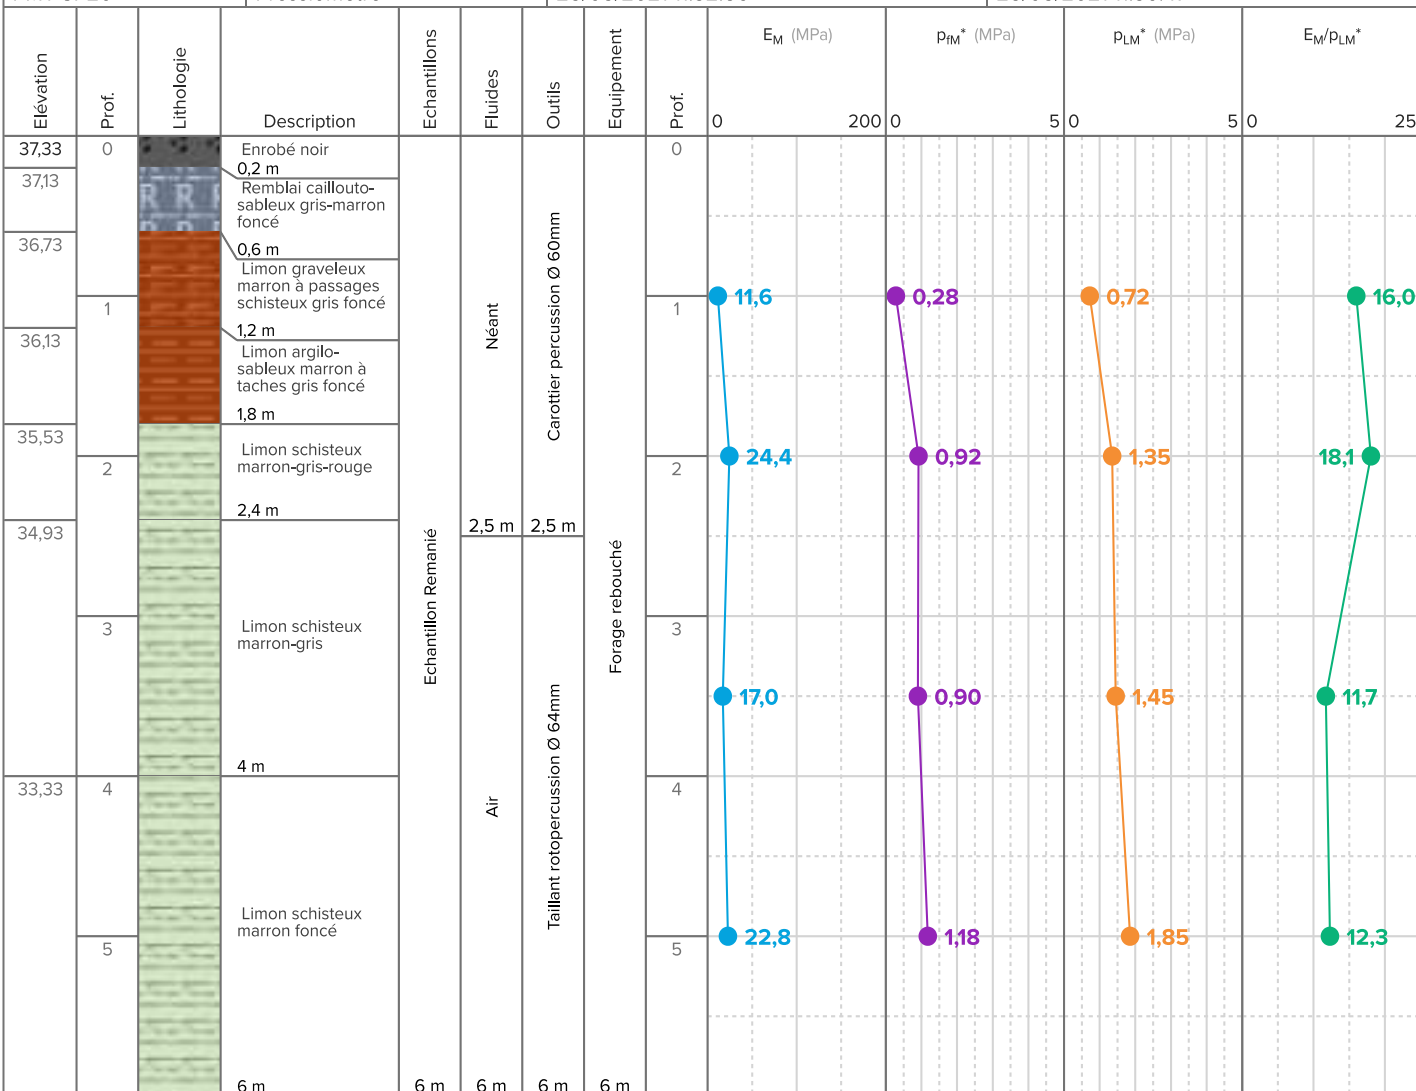 Elévation
Prof.
Lithologie
Description
Echantillons
Fluides
Outils
Equipement
Prof.
E_M (MPa)
p_fM* (MPa)
p_LM* (MPa)
E_M/p_LM*
0 200
0 5
0 5
0 25
37,33
37,13
36,73
36,13
35,53
34,93
33,33
0
1
2
3
4
5
R R
Enrobé noir
0,2 m
Remblai caillouto-
sableux gris-marron
foncé
0,6 m
Limon graveleux
marron à passages
schisteux gris foncé
1,2 m
Limon argilo-
sableux marron à
taches gris foncé
1,8 m
Limon schisteux
marron-gris-rouge
2,4 m
Limon schisteux
marron-gris
4 m
Limon schisteux
marron foncé
6 m
Echantillon Remanié
6 m
Néant
2,5 m
Air
6 m
Carottier percussion Ø 60mm
2,5 m
Taillant rotopercussion Ø 64mm
6 m
Forage rebouché
6 m
0
1
2
3
4
5
11,6
24,4
17,0
22,8
0,28
0,92
0,90
1,18
0,72
1,35
1,45
1,85
16,0
18,1
11,7
12,3